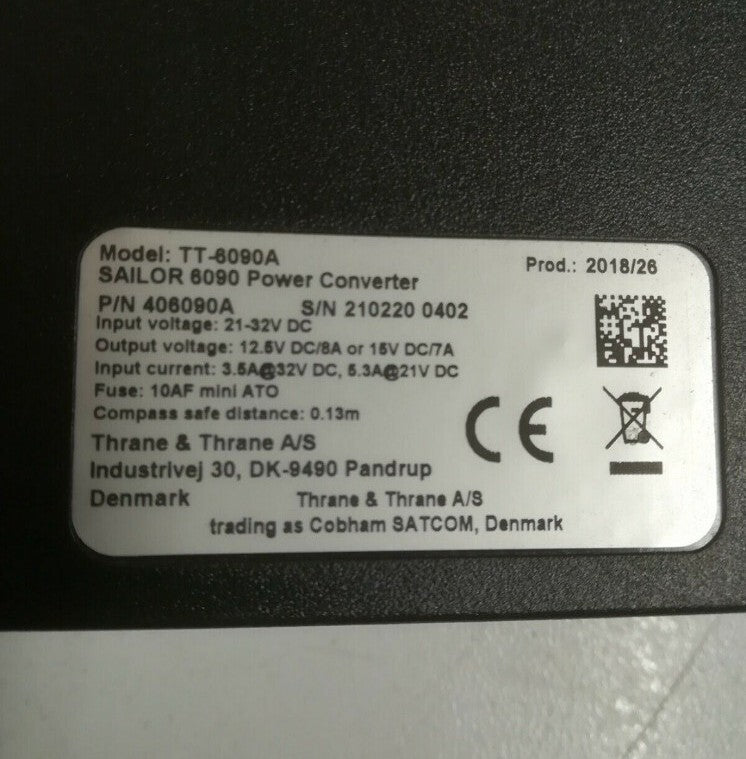 Model: TT-6090A
SAILOR 6090 Power Converter
Prod.: 2018/26
P/N 406090A S/N 210220 0402
Input voltage: 21-32V DC
Output voltage: 12.5V DC/8A or 15V DC/7A
Input current: 3.5A@32V DC, 5.3A@21V DC
Fuse: 10AF mini ATO
Compass safe distance: 0.13m
CE
Thrane & Thrane A/S
Industrivej 30, DK-9490 Pandrup
Denmark Thrane & Thrane A/S
trading as Cobham SATCOM, Denmark